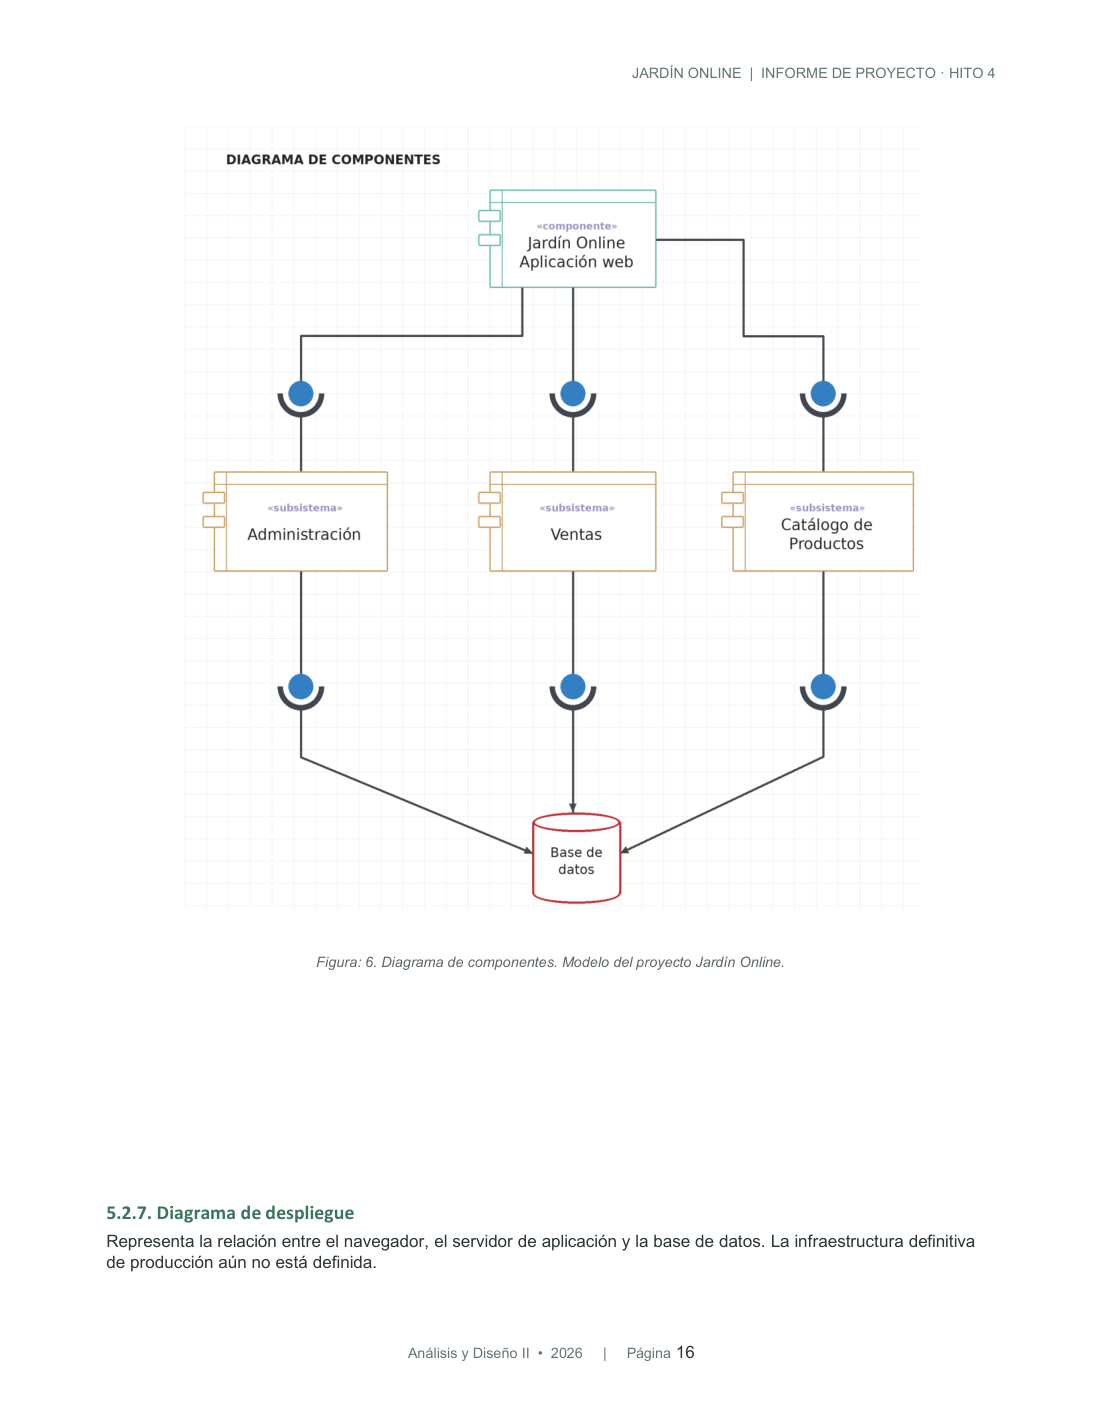 JARDÍN ONLINE | INFORME DE PROYECTO · HITO 4
DIAGRAMA DE COMPONENTES
«componente»
Jardín Online
Aplicación web
«subsistema»
Administración
«subsistema»
Ventas
«subsistema»
Catálogo de
Productos
Base de
datos
Figura: 6. Diagrama de componentes. Modelo del proyecto Jardín Online.
5.2.7. Diagrama de despliegue
Representa la relación entre el navegador, el servidor de aplicación y la base de datos. La infraestructura definitiva
de producción aún no está definida.
Análisis y Diseño II • 2026 | Página 16